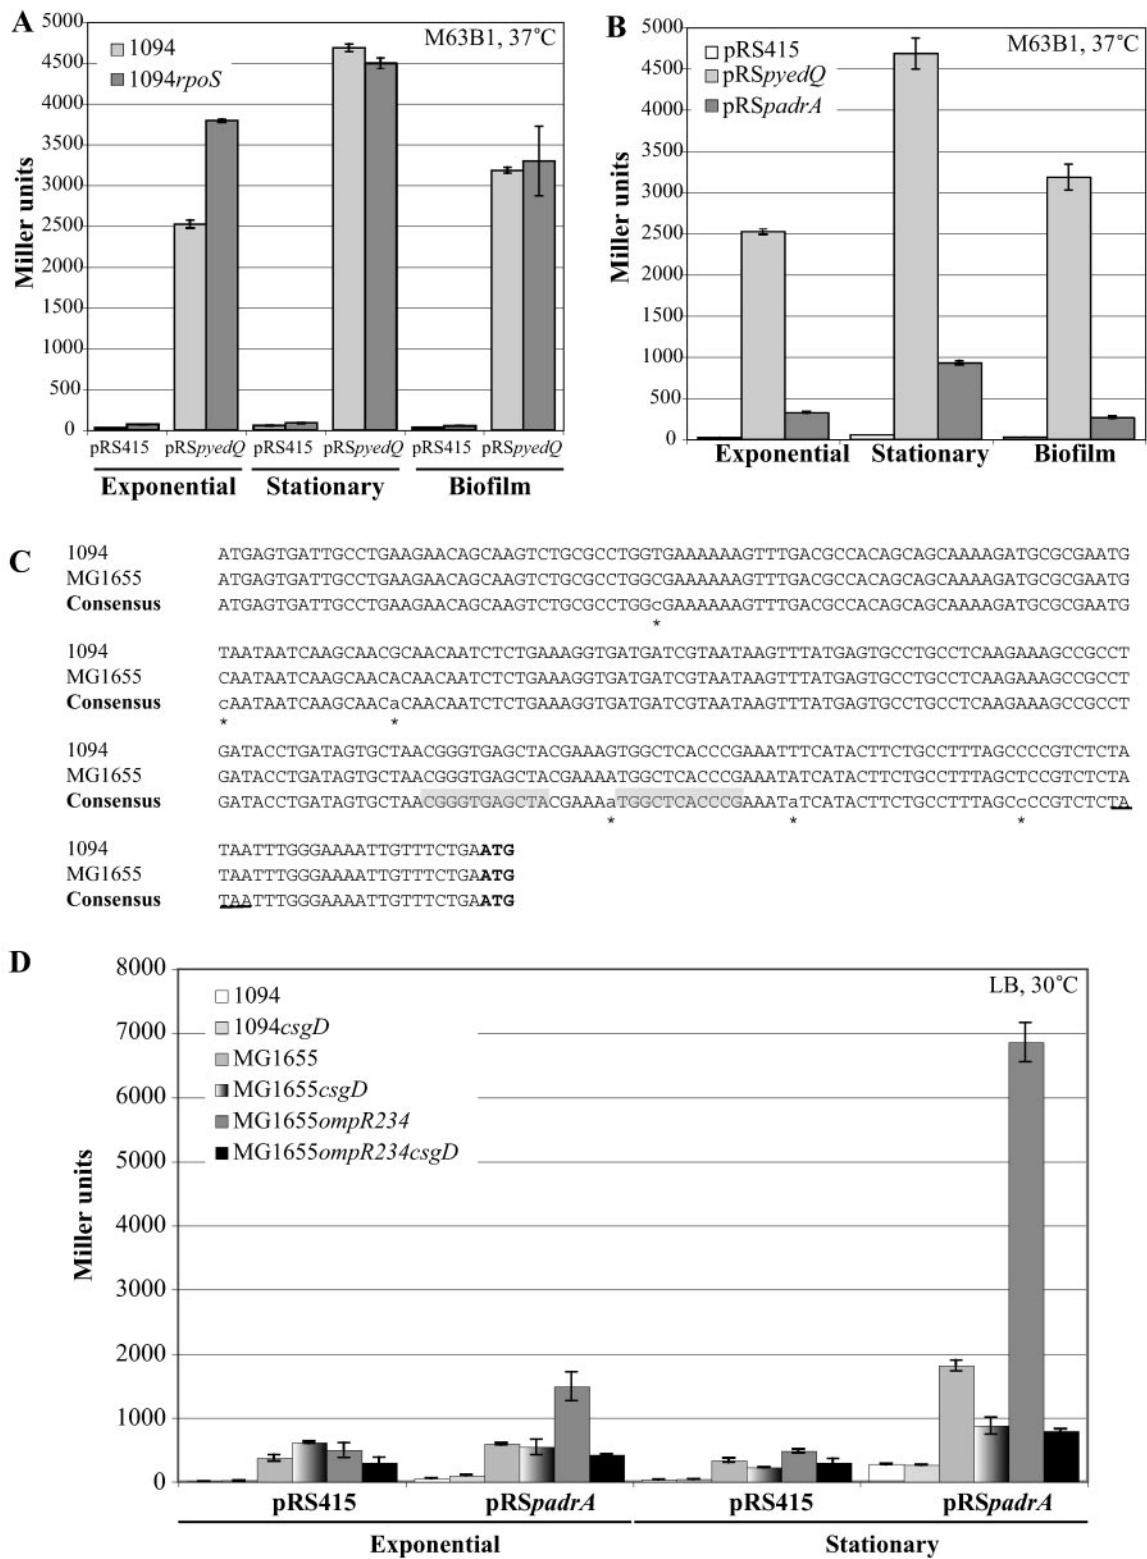 A
M63B1, 37°C
1094
1094rpoS
Miller units
5000
4500
4000
3500
3000
2500
2000
1500
1000
500
0
pRS415 pRSpyedQ pRS415 pRSpyedQ pRS415 pRSpyedQ
Exponential Stationary Biofilm
B
M63B1, 37°C
pRS415
pRSpyedQ
pRSpadrA
Miller units
5000
4500
4000
3500
3000
2500
2000
1500
1000
500
0
Exponential Stationary Biofilm
C
1094 ATGAGTGATTGCCTGAAGAACAGCAAGTCTGCGCCTGGTGAAAAAAGTTTGACGCCACAGCAGCAAAAGATGCGCGAATG
MG1655 ATGAGTGATTGCCTGAAGAACAGCAAGTCTGCGCCTGGCGAAAAAAGTTTGACGCCACAGCAGCAAAAGATGCGCGAATG
Consensus ATGAGTGATTGCCTGAAGAACAGCAAGTCTGCGCCTGGcGAAAAAAGTTTGACGCCACAGCAGCAAAAGATGCGCGAATG
*
1094 TAATAATCAAGCAACGCAACAATCTCTGAAAGGTGATGATCGTAATAAGTTTATGAGTGCCTGCCTCAAGAAAGCCGCCT
MG1655 CAATAATCAAGCAACACAACAATCTCTGAAAGGTGATGATCGTAATAAGTTTATGAGTGCCTGCCTCAAGAAAGCCGCCT
Consensus cAATAATCAAGCAACaCAACAATCTCTGAAAGGTGATGATCGTAATAAGTTTATGAGTGCCTGCCTCAAGAAAGCCGCCT
* *
1094 GATACCTGATAGTGCTAACGGGTGAGCTACGAAAGTGGCTCACCCGAAATTTCATACTTCTGCCTTTAGCCCCGTCTCTA
MG1655 GATACCTGATAGTGCTAACGGGTGAGCTACGAAAATGGCTCACCCGAAATATCATACTTCTGCCTTTAGCTCCGTCTCTA
Consensus GATACCTGATAGTGCTAACGGGTGAGCTACGAAAaTGGCTCACCCGAAATaTCATACTTCTGCCTTTAGCcCCGTCTCTA
* * *
1094 TAATTTGGGAAAATTGTTTCTGAATG
MG1655 TAATTTGGGAAAATTGTTTCTGAATG
Consensus TAATTTGGGAAAATTGTTTCTGAATG
D
LB, 30°C
1094
1094csgD
MG1655
MG1655csgD
MG1655ompR234
MG1655ompR234csgD
Miller units
8000
7000
6000
5000
4000
3000
2000
1000
0
pRS415 pRSpadrA pRS415 pRSpadrA
Exponential Stationary